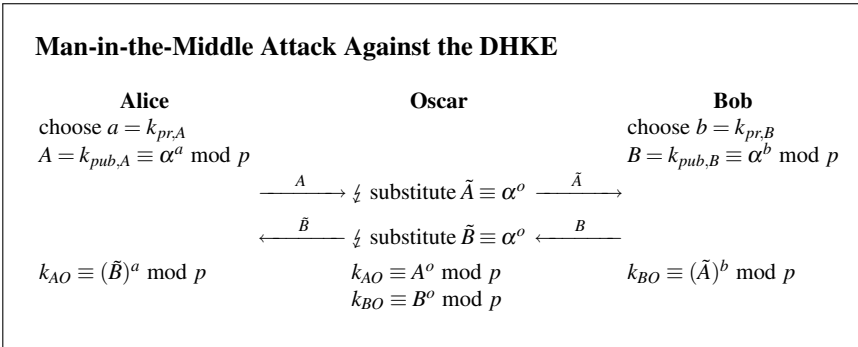 Man-in-the-Middle Attack Against the DHKE
Alice Oscar Bob
choose a = k_{pr,A} choose b = k_{pr,B}
A = k_{pub,A} ≡ α^a mod p B = k_{pub,B} ≡ α^b mod p
A ↯ substitute Ã ≡ α^o Ã
B̃ ↯ substitute B̃ ≡ α^o B
k_{AO} ≡ (B̃)^a mod p k_{AO} ≡ A^o mod p k_{BO} ≡ (Ã)^b mod p
k_{BO} ≡ B^o mod p